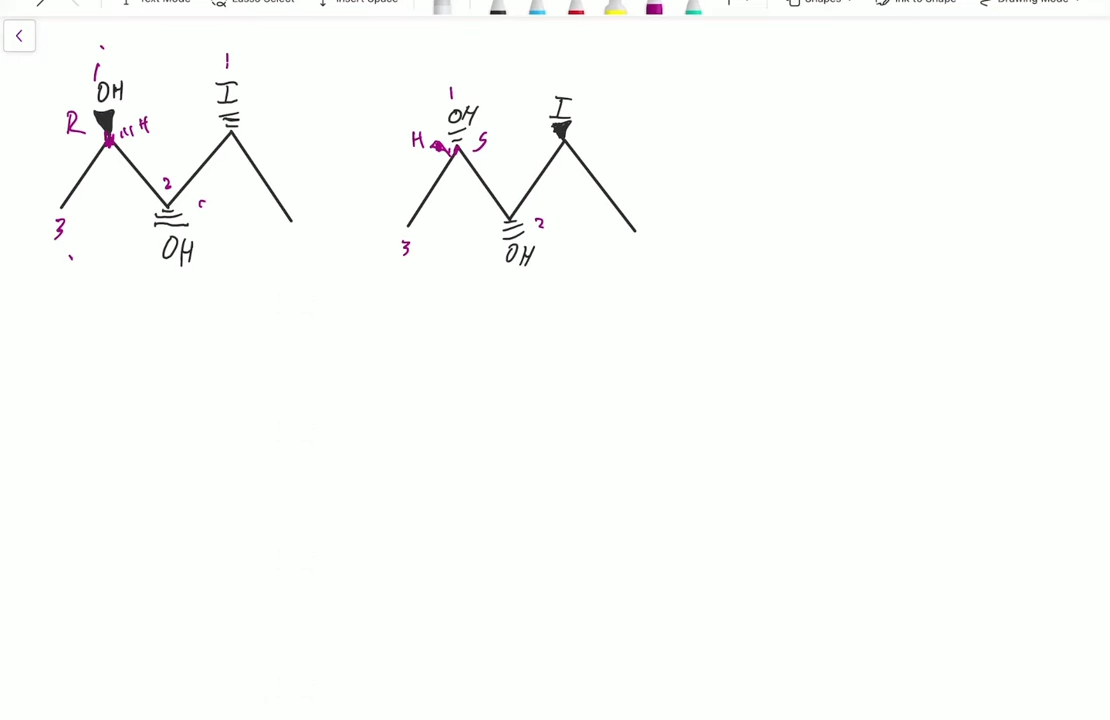 Text Mode
Lasso Select
Insert Space
Shapes
Ink to Shape
Drawing Mode
1
OH
R
H
2
3
OH
1
I
1
OH
H
S
I
2
3
OH